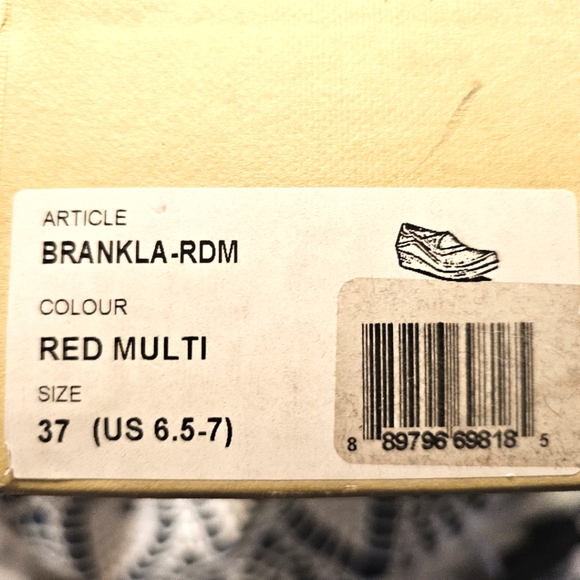 ARTICLE
BRANKLA-RDM
COLOUR
RED MULTI
SIZE
37 (US 6.5-7)
8 89796 69818 5